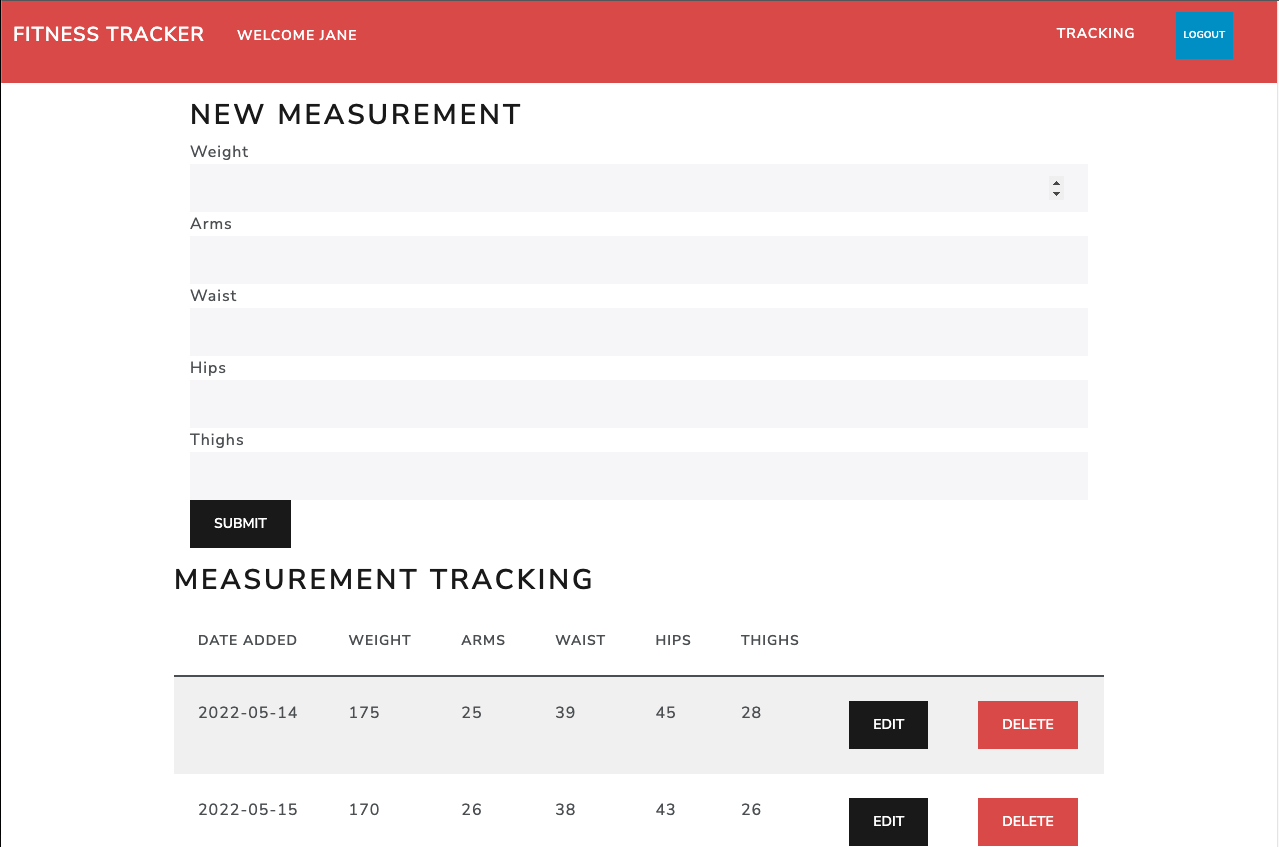 FITNESS TRACKER WELCOME JANE TRACKING LOGOUT
NEW MEASUREMENT
Weight
Arms
Waist
Hips
Thighs
SUBMIT
MEASUREMENT TRACKING
DATE ADDED WEIGHT ARMS WAIST HIPS THIGHS
2022-05-14 175 25 39 45 28 EDIT DELETE
2022-05-15 170 26 38 43 26 EDIT DELETE